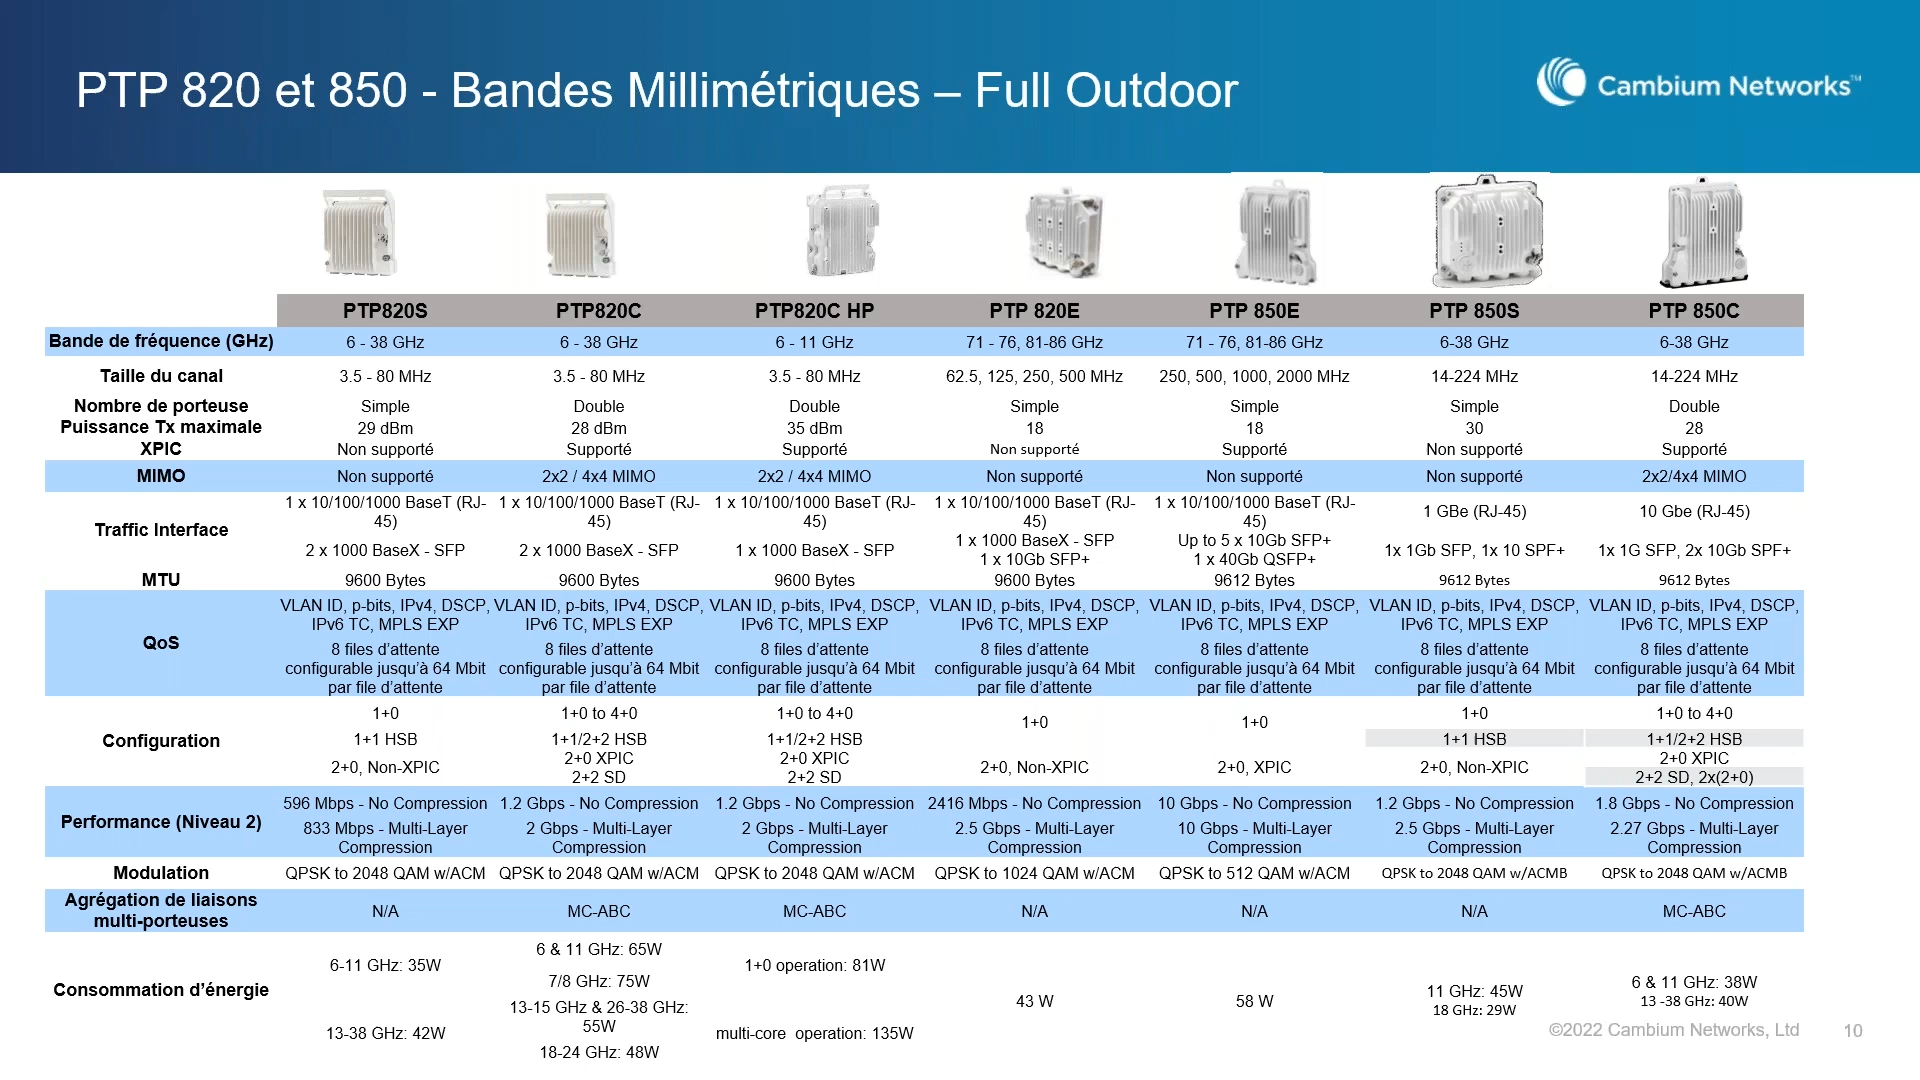 PTP 820 et 850 - Bandes Millimétriques – Full Outdoor
Cambium Networks™
PTP820S PTP820C PTP820C HP PTP 820E PTP 850E PTP 850S PTP 850C
Bande de fréquence (GHz) 6 - 38 GHz 6 - 38 GHz 6 - 11 GHz 71 - 76, 81-86 GHz 71 - 76, 81-86 GHz 6-38 GHz 6-38 GHz
Taille du canal 3.5 - 80 MHz 3.5 - 80 MHz 3.5 - 80 MHz 62.5, 125, 250, 500 MHz 250, 500, 1000, 2000 MHz 14-224 MHz 14-224 MHz
Nombre de porteuse Simple Double Double Simple Simple Simple Double
Puissance Tx maximale 29 dBm 28 dBm 35 dBm 18 18 30 28
XPIC Non supporté Supporté Supporté Non supporté Supporté Non supporté Supporté
MIMO Non supporté 2x2 / 4x4 MIMO 2x2 / 4x4 MIMO Non supporté Non supporté Non supporté 2x2/4x4 MIMO
Traffic Interface
1 x 10/100/1000 BaseT (RJ- 1 x 10/100/1000 BaseT (RJ- 1 x 10/100/1000 BaseT (RJ- 1 x 10/100/1000 BaseT (RJ- 1 x 10/100/1000 BaseT (RJ- 1 GBe (RJ-45) 10 Gbe (RJ-45)
45) 45) 45) 45) 45)
2 x 1000 BaseX - SFP 2 x 1000 BaseX - SFP 1 x 1000 BaseX - SFP 1 x 1000 BaseX - SFP Up to 5 x 10Gb SFP+ 1x 1Gb SFP, 1x 10 SPF+ 1x 1G SFP, 2x 10Gb SPF+
1 x 10Gb SFP+ 1 x 40Gb QSFP+
MTU 9600 Bytes 9600 Bytes 9600 Bytes 9600 Bytes 9612 Bytes 9612 Bytes 9612 Bytes
QoS
VLAN ID, p-bits, IPv4, DSCP, VLAN ID, p-bits, IPv4, DSCP, VLAN ID, p-bits, IPv4, DSCP, VLAN ID, p-bits, IPv4, DSCP, VLAN ID, p-bits, IPv4, DSCP, VLAN ID, p-bits, IPv4, DSCP, VLAN ID, p-bits, IPv4, DSCP,
IPv6 TC, MPLS EXP IPv6 TC, MPLS EXP IPv6 TC, MPLS EXP IPv6 TC, MPLS EXP IPv6 TC, MPLS EXP IPv6 TC, MPLS EXP IPv6 TC, MPLS EXP
8 files d’attente 8 files d’attente 8 files d’attente 8 files d’attente 8 files d’attente 8 files d’attente 8 files d’attente
configurable jusqu’à 64 Mbit configurable jusqu’à 64 Mbit configurable jusqu’à 64 Mbit configurable jusqu’à 64 Mbit configurable jusqu’à 64 Mbit configurable jusqu’à 64 Mbit configurable jusqu’à 64 Mbit
par file d’attente par file d’attente par file d’attente par file d’attente par file d’attente par file d’attente par file d’attente
Configuration
1+0 1+0 to 4+0 1+0 to 4+0 1+0 1+0 1+0 1+0 to 4+0
1+1 HSB 1+1/2+2 HSB 1+1/2+2 HSB 1+1 HSB 1+1/2+2 HSB
2+0, Non-XPIC 2+0 XPIC 2+0 XPIC 2+0, Non-XPIC 2+0, XPIC 2+0, Non-XPIC 2+0 XPIC
2+2 SD 2+2 SD 2+2 SD, 2x(2+0)
Performance (Niveau 2)
596 Mbps - No Compression 1.2 Gbps - No Compression 1.2 Gbps - No Compression 2416 Mbps - No Compression 10 Gbps - No Compression 1.2 Gbps - No Compression 1.8 Gbps - No Compression
833 Mbps - Multi-Layer 2 Gbps - Multi-Layer 2 Gbps - Multi-Layer 2.5 Gbps - Multi-Layer 10 Gbps - Multi-Layer 2.5 Gbps - Multi-Layer 2.27 Gbps - Multi-Layer
Compression Compression Compression Compression Compression Compression Compression
Modulation QPSK to 2048 QAM w/ACM QPSK to 2048 QAM w/ACM QPSK to 2048 QAM w/ACM QPSK to 1024 QAM w/ACM QPSK to 512 QAM w/ACM QPSK to 2048 QAM w/ACMB QPSK to 2048 QAM w/ACMB
Agrégation de liaisons
multi-porteuses N/A MC-ABC MC-ABC N/A N/A N/A MC-ABC
Consommation d’énergie
6-11 GHz: 35W 6 & 11 GHz: 65W 1+0 operation: 81W 43 W 58 W 11 GHz: 45W 6 & 11 GHz: 38W
7/8 GHz: 75W 18 GHz: 29W 13 -38 GHz: 40W
13-38 GHz: 42W 13-15 GHz & 26-38 GHz: multi-core operation: 135W
55W
18-24 GHz: 48W
©2022 Cambium Networks, Ltd 10